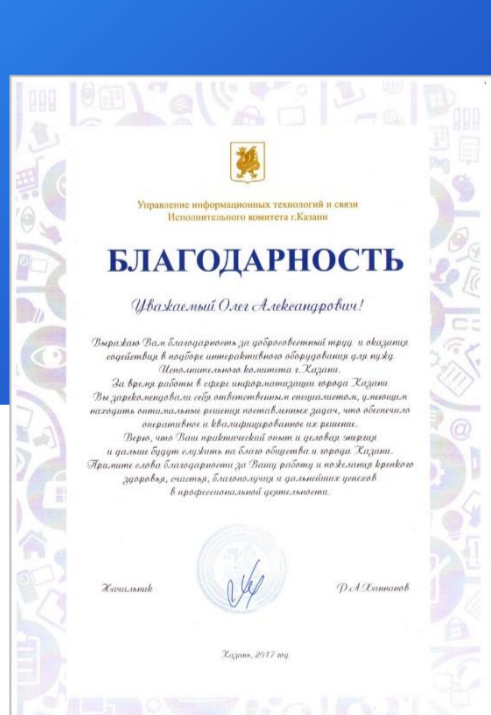 Управление информационных технологий и связи
Исполнительного комитета г.Казани
БЛАГОДАРНОСТЬ
Уважаемый Олег Александрович!
Выражаю Вам благодарность за добросовестный труд и оказания
содействия в подборе интерактивного оборудования для нужд
Исполнительного комитета г.Казани.
За время работы в сфере информатизации города Казани
Вы зарекомендовали себя ответственным специалистом, умеющим
находить оптимальные решения поставленных задач, что обеспечило
оперативное и квалифицированное их решение.
Верю, что Ваш практический опыт и деловая энергия
и дальше будут служить на благо общества и города Казани.
Примите слова благодарности за Вашу работу и пожелания крепкого
здоровья, счастья, благополучия и дальнейших успехов
в профессиональной деятельности.
Начальник
Казань, 2017 год